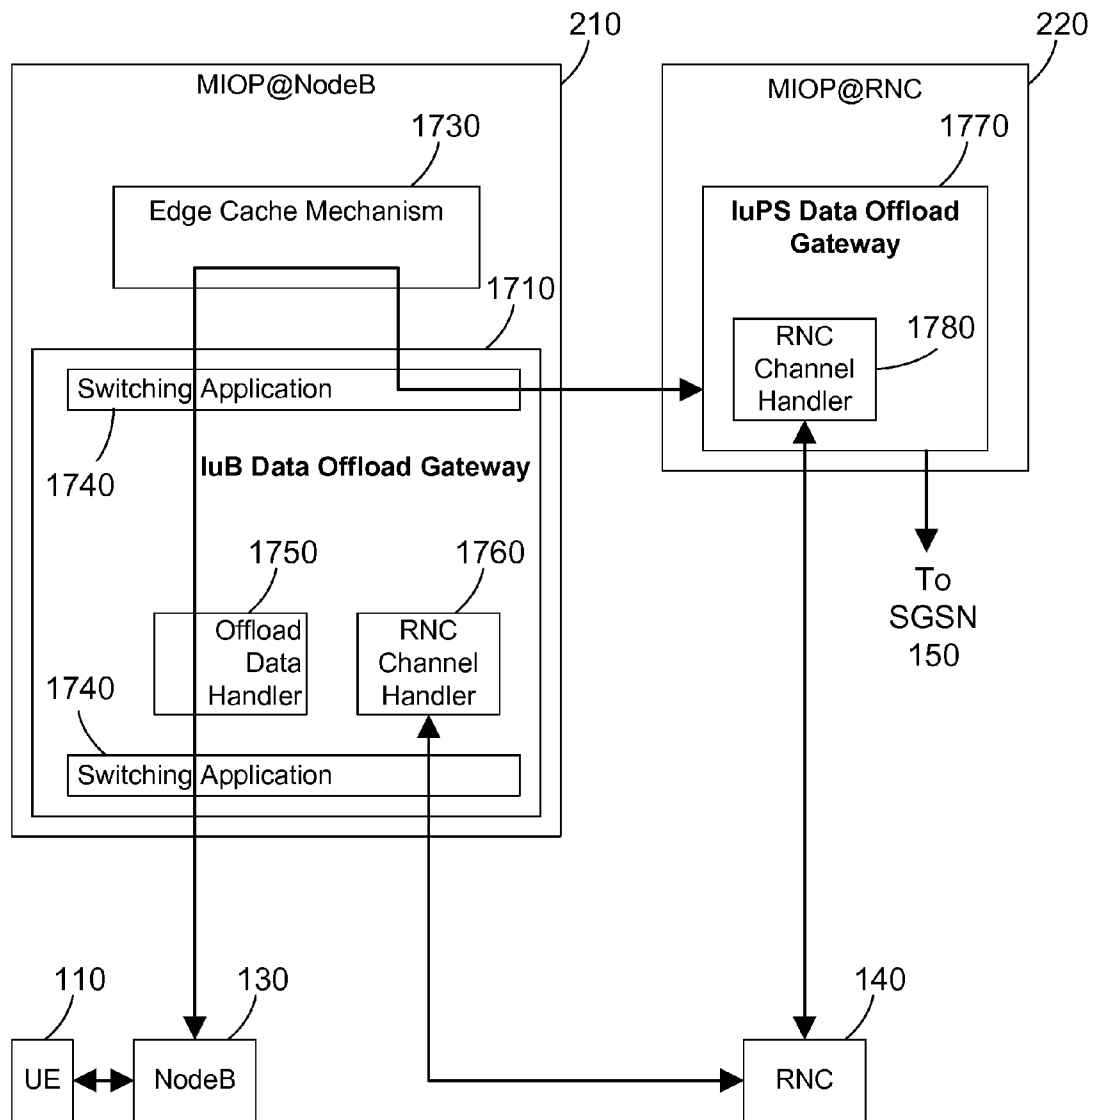 210
220
MIOP@NodeB
MIOP@RNC
1730
1770
Edge Cache Mechanism
IuPS Data Offload
Gateway
1710
1780
RNC
Channel
Handler
Switching Application
1740
IuB Data Offload Gateway
1750
1760
To
SGSN
150
Offload
Data
Handler
RNC
Channel
Handler
1740
Switching Application
110
130
140
UE
NodeB
RNC